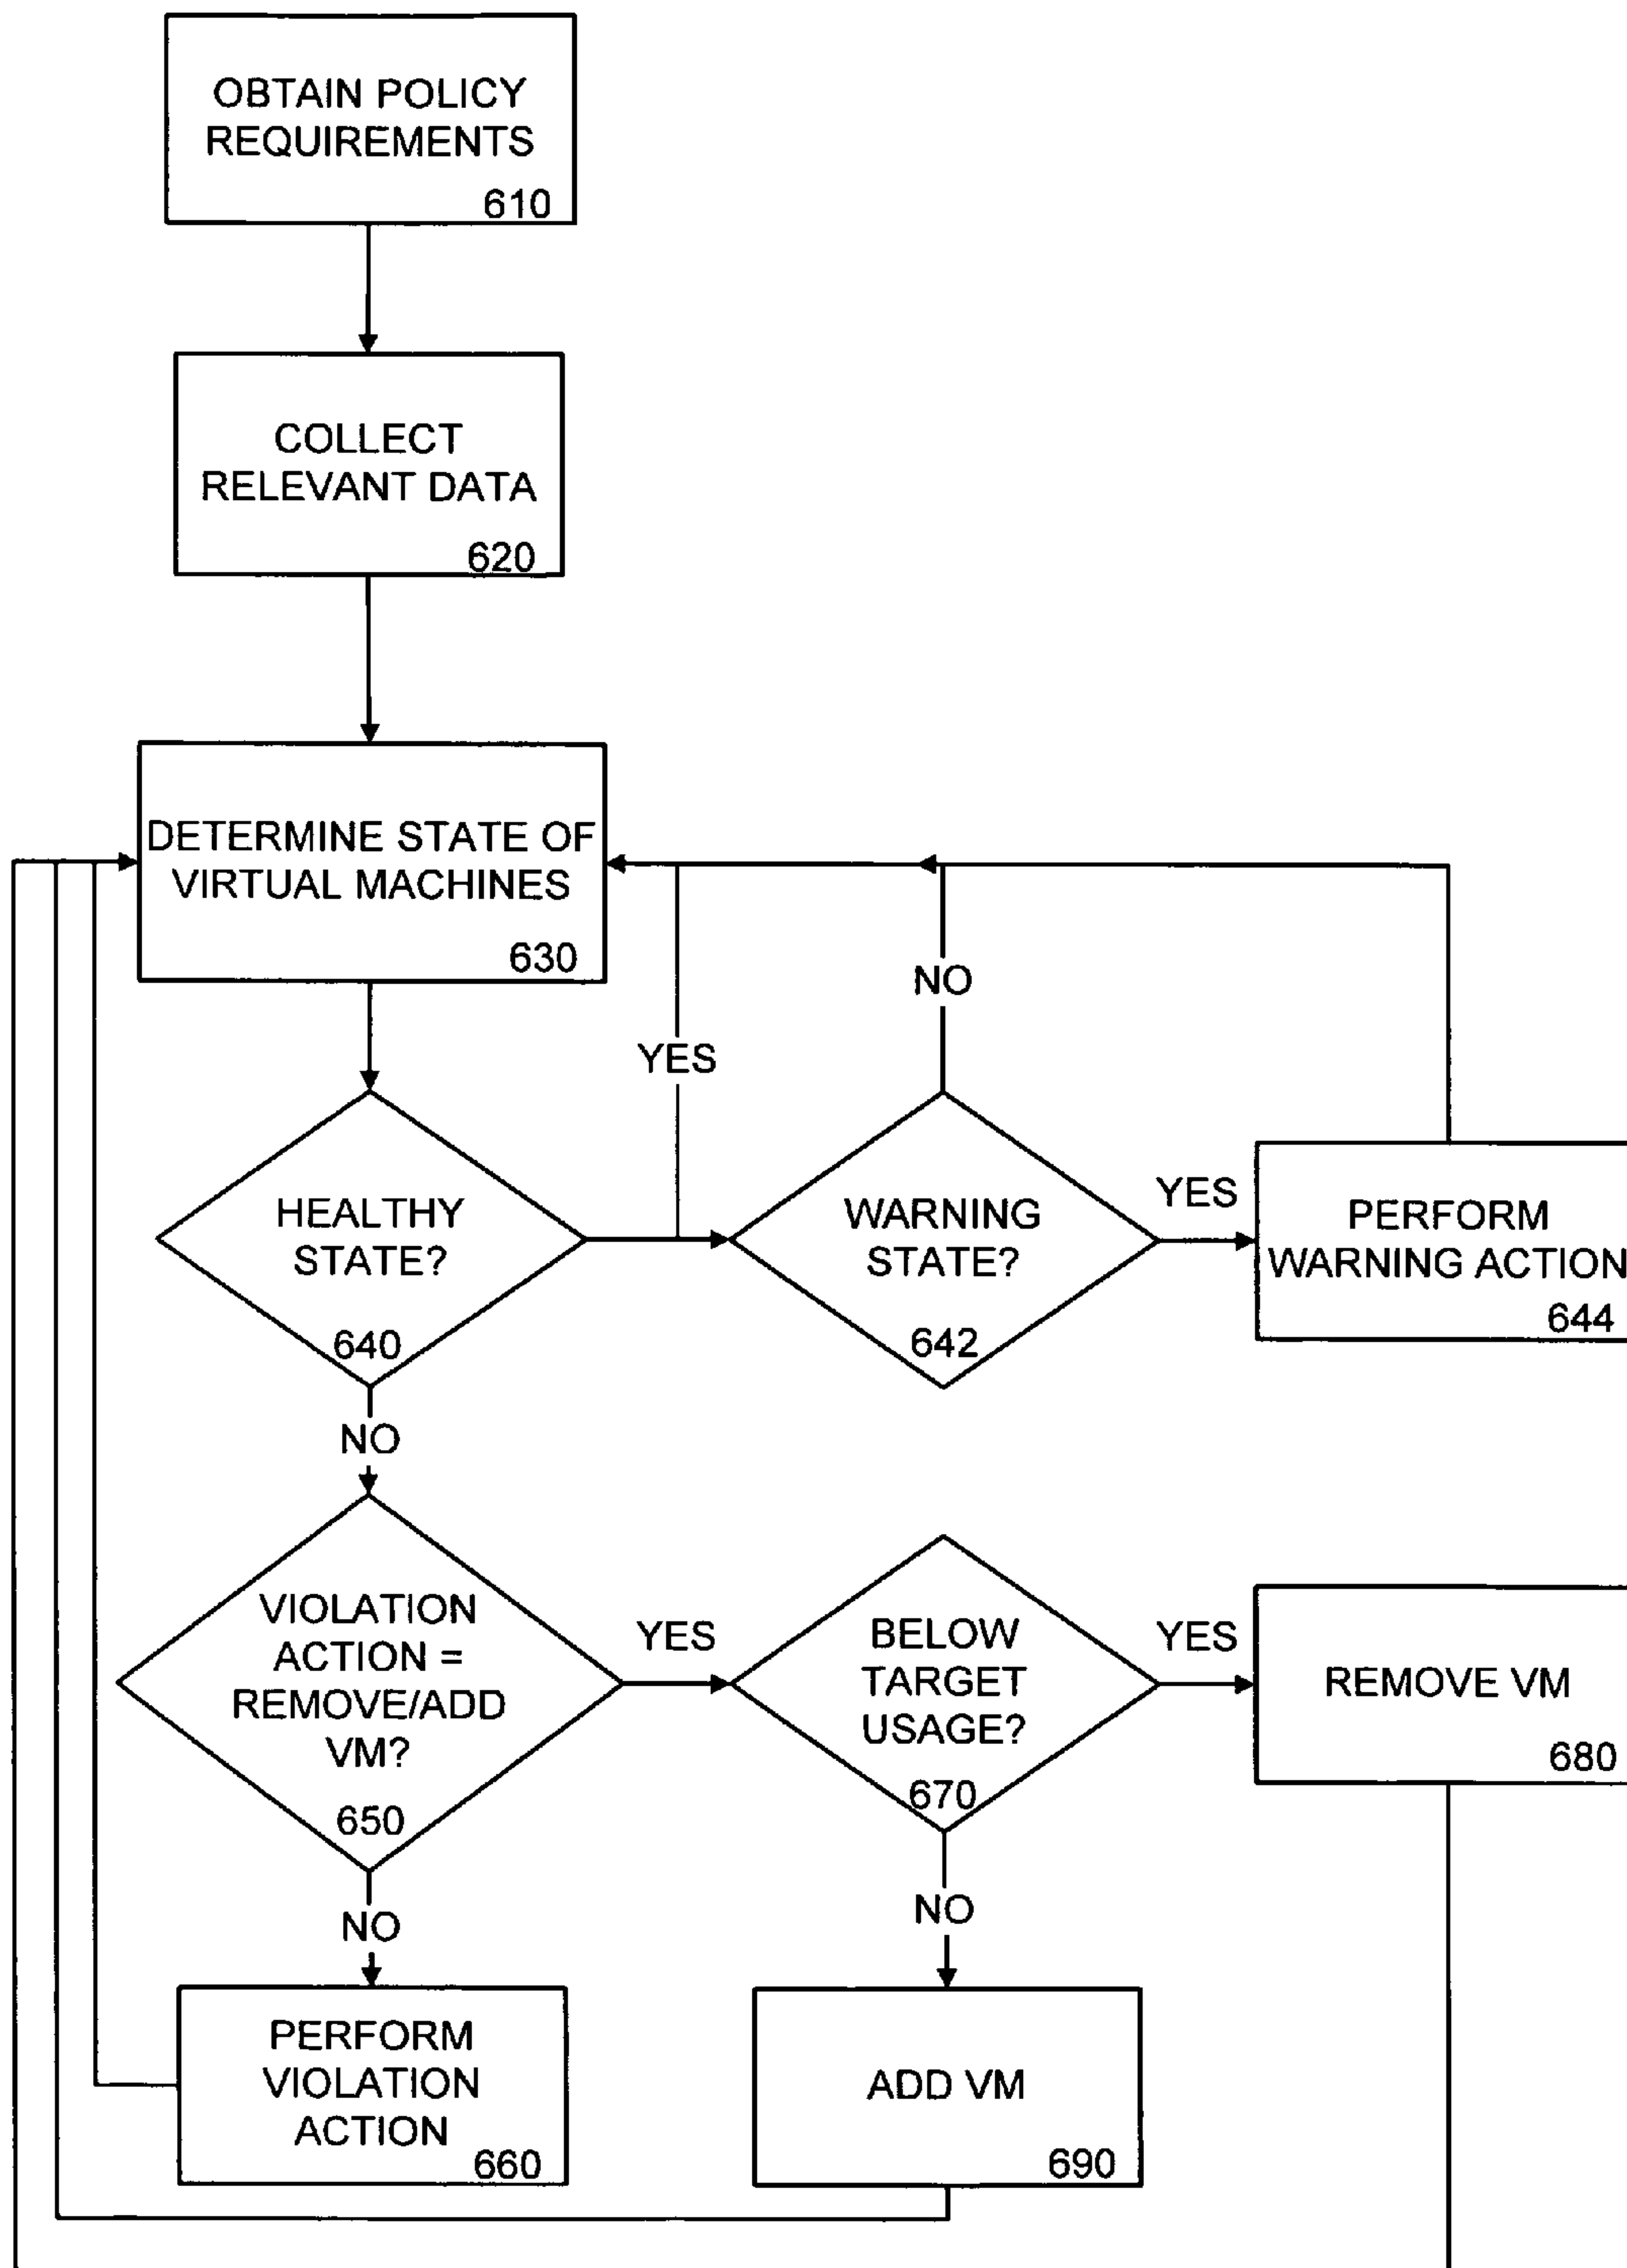 OBTAIN POLICY
REQUIREMENTS
610
COLLECT
RELEVANT DATA
620
DETERMINE STATE OF
VIRTUAL MACHINES
630
NO
YES
HEALTHY
STATE?
640
WARNING
STATE?
642
YES
PERFORM
WARNING ACTION
644
NO
VIOLATION
ACTION =
REMOVE/ADD
VM?
650
YES
BELOW
TARGET
USAGE?
670
YES
REMOVE VM
680
NO
NO
PERFORM
VIOLATION
ACTION
660
ADD VM
690